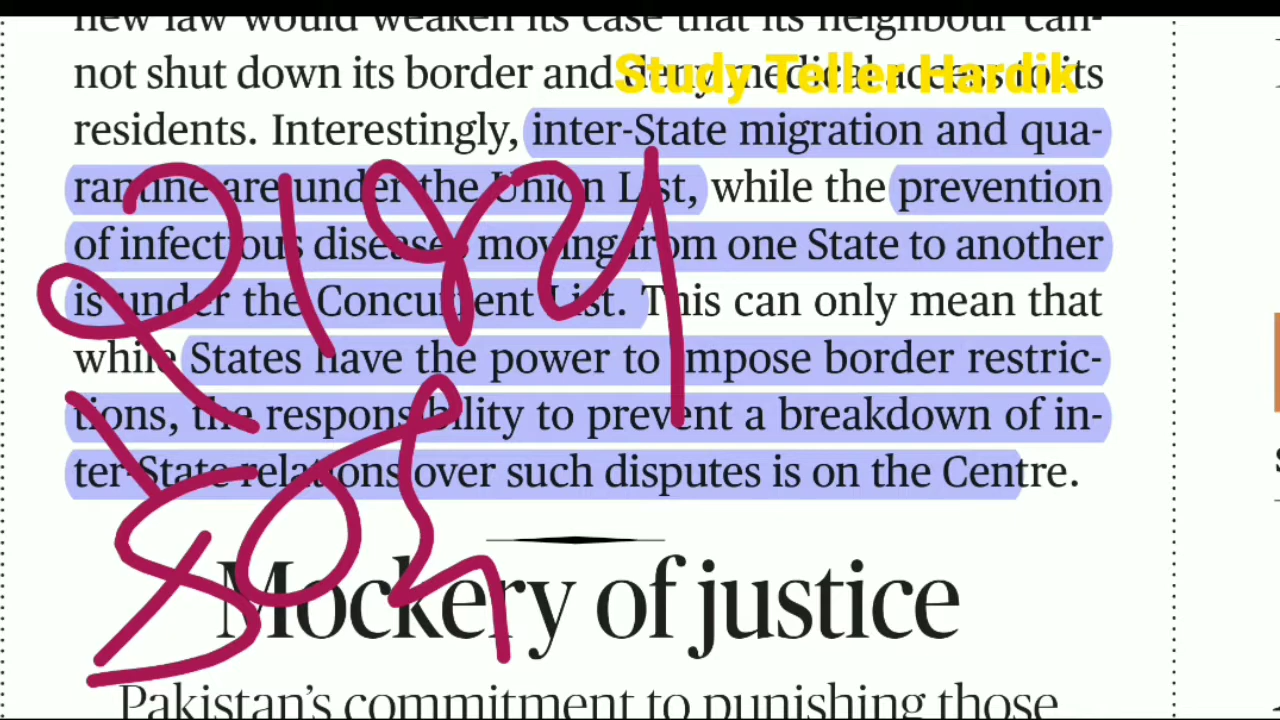 new law would weaken its case that its neighbour can-
not shut down its border and deny medical access to its
Study Teller Hardik
residents. Interestingly, inter-State migration and qua-
rantine are under the Union List, while the prevention
of infectious diseases moving from one State to another
is under the Concurrent List. This can only mean that
while States have the power to impose border restric-
tions, the responsibility to prevent a breakdown of in-
ter-State relations over such disputes is on the Centre.
Mockery of justice
Pakistan's commitment to punishing those